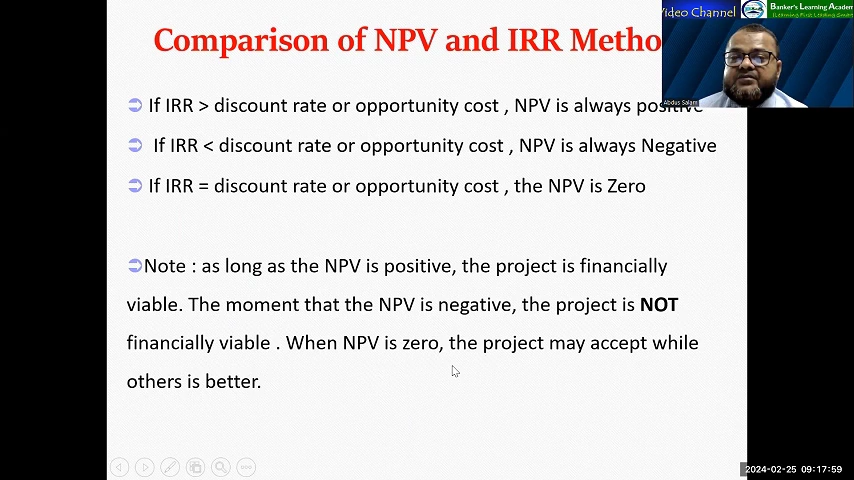 Video Channel
Banker's Learning Academ
Comparison of NPV and IRR Metho
Abdus Salam
If IRR > discount rate or opportunity cost , NPV is always positive
If IRR < discount rate or opportunity cost , NPV is always Negative
If IRR = discount rate or opportunity cost , the NPV is Zero
Note : as long as the NPV is positive, the project is financially
viable. The moment that the NPV is negative, the project is NOT
financially viable . When NPV is zero, the project may accept while
others is better.
2024-02-25 09:17:59